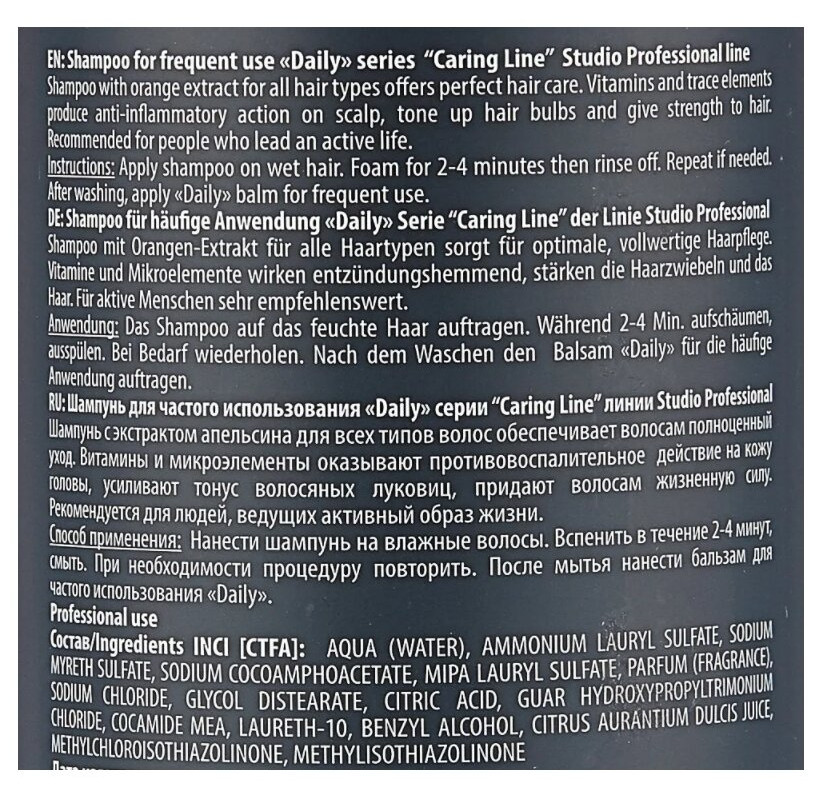 EN: Shampoo for frequent use «Daily» series “Caring Line” Studio Professional line
Shampoo with orange extract for all hair types offers perfect hair care. Vitamins and trace elements
produce anti-inflammatory action on scalp, tone up hair bulbs and give strength to hair.
Recommended for people who lead an active life.
Instructions: Apply shampoo on wet hair. Foam for 2-4 minutes then rinse off. Repeat if needed.
After washing, apply «Daily» balm for frequent use.
DE: Shampoo für häufige Anwendung «Daily» Serie “Caring Line” der Linie Studio Professional
Shampoo mit Orangen-Extrakt für alle Haartypen sorgt für optimale, vollwertige Haarpflege.
Vitamine und Mikroelemente wirken entzündungshemmend, stärken die Haarzwiebeln und das
Haar. Für aktive Menschen sehr empfehlenswert.
Anwendung: Das Shampoo auf das feuchte Haar auftragen. Während 2-4 Min. aufschäumen,
ausspülen. Bei Bedarf wiederholen. Nach dem Waschen den Balsam «Daily» für die häufige
Anwendung auftragen.
RU: Шампунь для частого использования «Daily» серии “Caring Line” линии Studio Professional
Шампунь с экстрактом апельсина для всех типов волос обеспечивает волосам полноценный
уход. Витамины и микроэлементы оказывают противовоспалительное действие на кожу
головы, усиливают тонус волосяных луковиц, придают волосам жизненную силу.
Рекомендуется для людей, ведущих активный образ жизни.
Способ применения: Нанести шампунь на влажные волосы. Вспенить в течение 2-4 минут,
смыть. При необходимости процедуру повторить. После мытья нанести бальзам для
частого использования «Daily».
Professional use
Состав/Ingredients INCI [CTFA]: AQUA (WATER), AMMONIUM LAURYL SULFATE, SODIUM
MYRETH SULFATE, SODIUM COCOAMPHOACETATE, MIPA LAURYL SULFATE, PARFUM (FRAGRANCE),
SODIUM CHLORIDE, GLYCOL DISTEARATE, CITRIC ACID, GUAR HYDROXYPROPYLTRIMONIUM
CHLORIDE, COCAMIDE MEA, LAURETH-10, BENZYL ALCOHOL, CITRUS AURANTIUM DULCIS JUICE,
METHYLCHLOROISOTHIAZOLINONE, METHYLISOTHIAZOLINONE